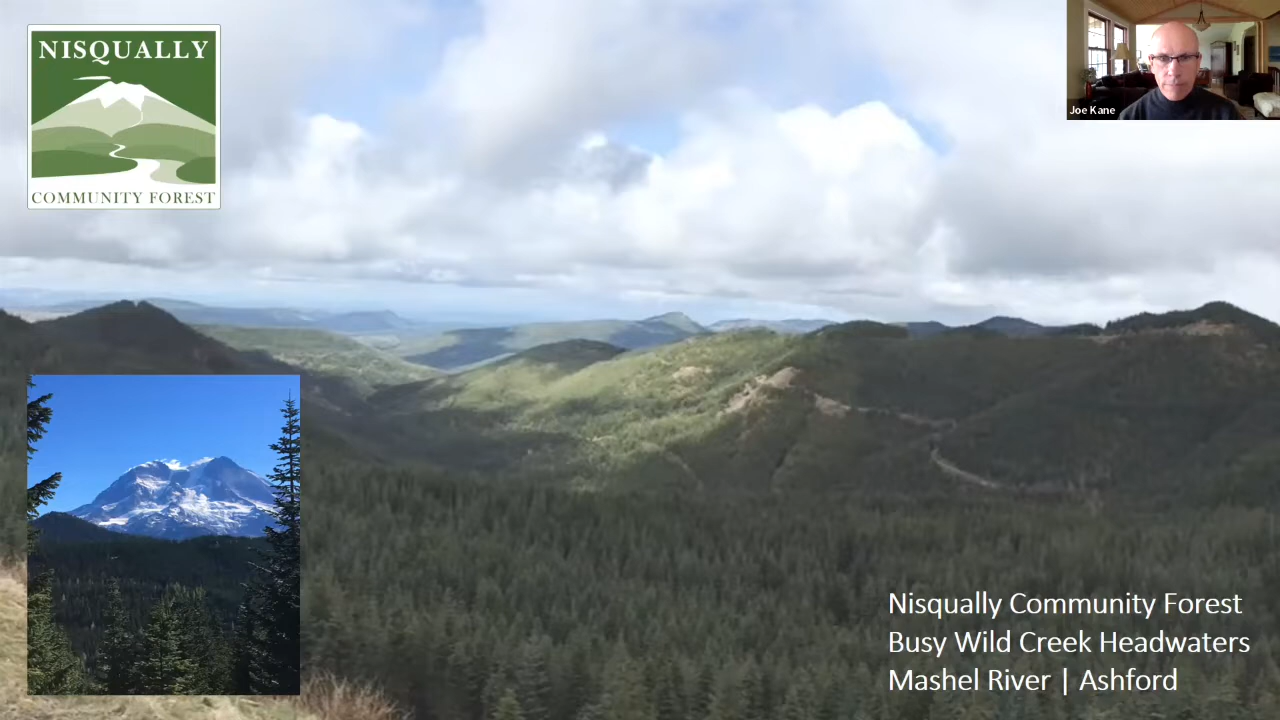 NISQUALLY
COMMUNITY FOREST
Joe Kane
Nisqually Community Forest
Busy Wild Creek Headwaters
Mashel River | Ashford